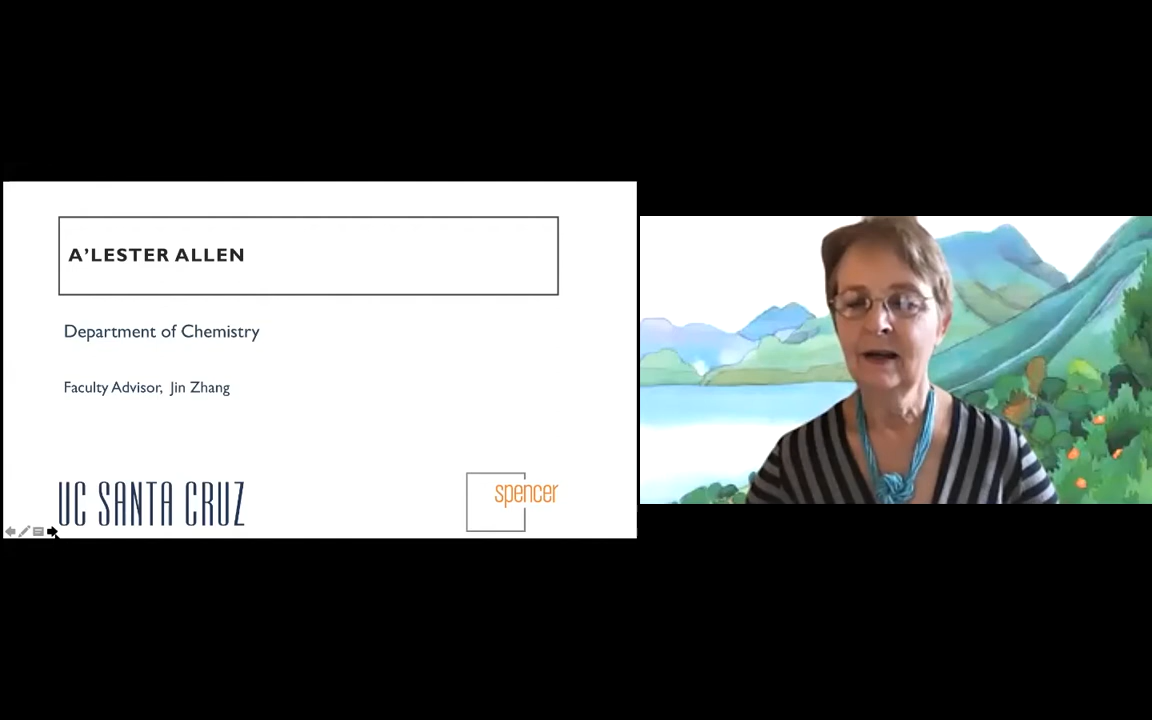 A'LESTER ALLEN
Department of Chemistry
Faculty Advisor, Jin Zhang
UC SANTA CRUZ
spencer